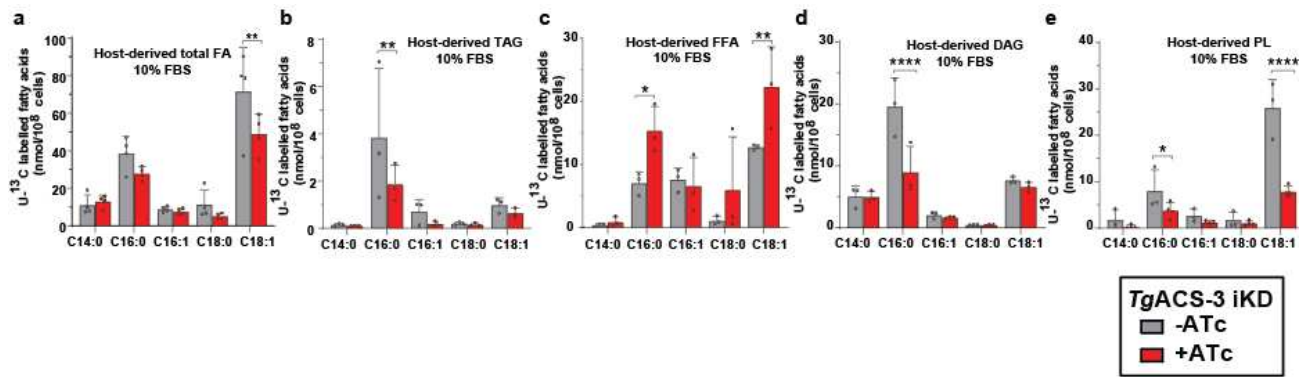 a
Host-derived total FA
10% FBS
**
U-13C labelled fatty acids
(nmol/10^8 cells)
100
80
60
40
20
0
C14:0 C16:0 C16:1 C18:0 C18:1
b
Host-derived TAG
10% FBS
**
U-13C labelled fatty acids
(nmol/10^8 cells)
8
6
4
2
0
C14:0 C16:0 C16:1 C18:0 C18:1
c
Host-derived FFA
10% FBS
*
**
U-13C labelled fatty acids
(nmol/10^8 cells)
30
20
10
0
C14:0 C16:0 C16:1 C18:0 C18:1
d
Host-derived DAG
10% FBS
****
U-13C labelled fatty acids
(nmol/10^8 cells)
30
20
10
0
C14:0 C16:0 C16:1 C18:0 C18:1
e
Host-derived PL
10% FBS
*
****
U-13C labelled fatty acids
(nmol/10^8 cells)
40
30
20
10
0
C14:0 C16:0 C16:1 C18:0 C18:1
TgACS-3 iKD
-ATc
+ATc